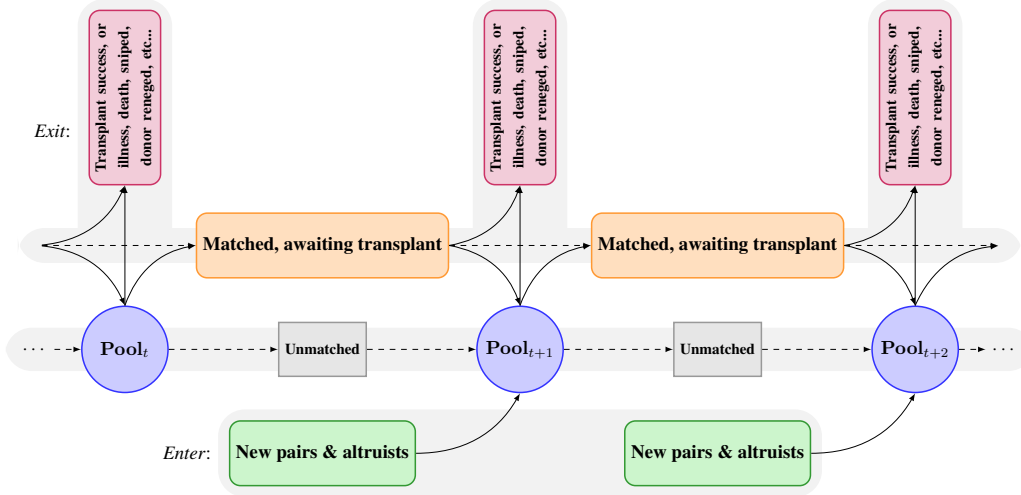 Transplant success, or
illness, death, sniped,
donor reneged, etc...
Transplant success, or
illness, death, sniped,
donor reneged, etc...
Transplant success, or
illness, death, sniped,
donor reneged, etc...
Exit:
Matched, awaiting transplant
Matched, awaiting transplant
··· Pool_t
Unmatched
Pool_{t+1}
Unmatched
Pool_{t+2} ···
Enter:
New pairs & altruists
New pairs & altruists